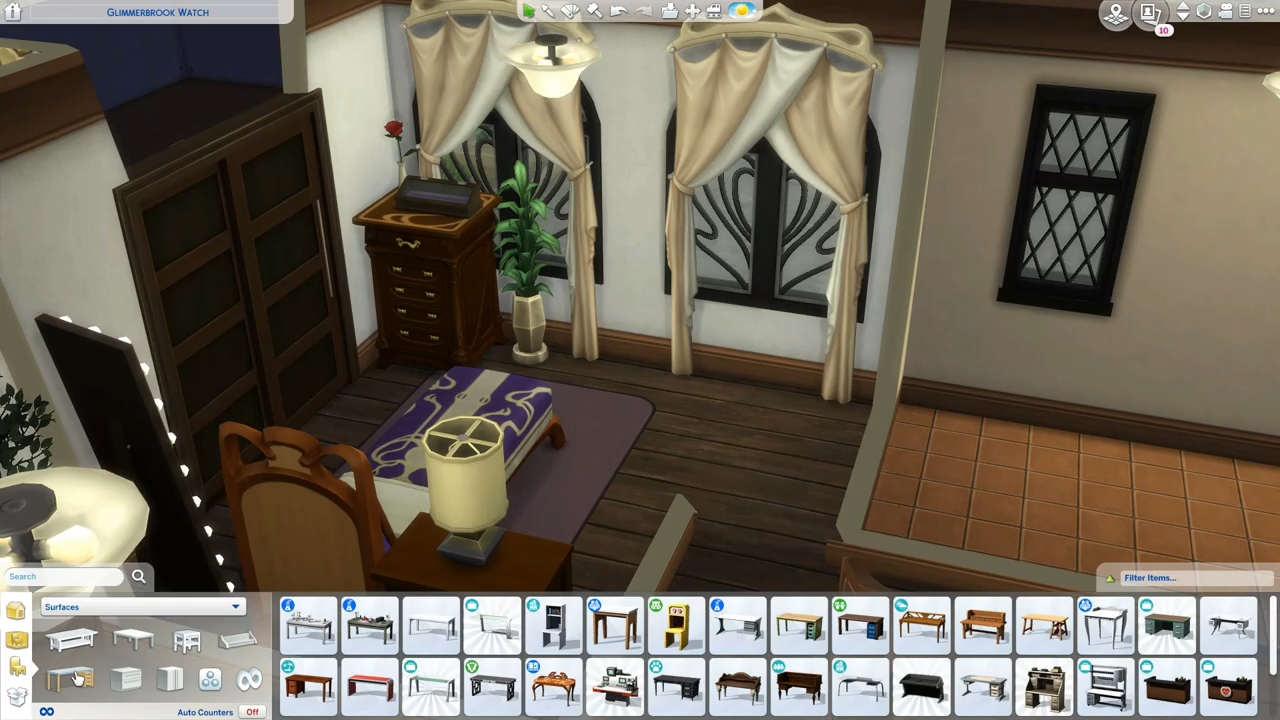 GLIMMERBROOK WATCH
10
Search
Filter Items...
Surfaces
Auto Counters
Off